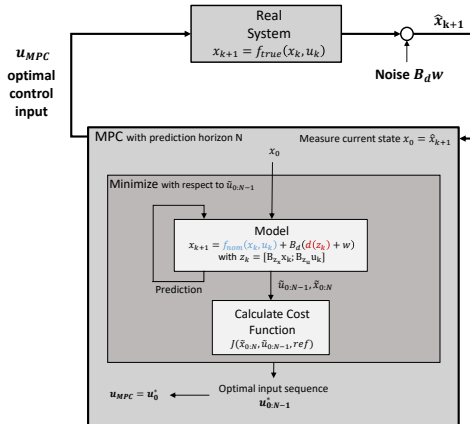 Real
System
x_{k+1} = f_{true}(x_k, u_k)
x̂_{k+1}
u_{MPC}
optimal
control
input
Noise B_d w
MPC with prediction horizon N
Measure current state x_0 = x̂_{k+1}
x_0
Minimize with respect to ũ_{0:N-1}
Model
x_{k+1} = f_{nom}(x_k, u_k) + B_d(d(z_k) + w)
with z_k = [B_{z_x}x_k; B_{z_u}u_k]
Prediction
ũ_{0:N-1}, x̃_{0:N}
Calculate Cost
Function
J(x̃_{0:N}, ũ_{0:N-1}, ref)
Optimal input sequence
u_{MPC} = u_0^*
u_{0:N-1}^*